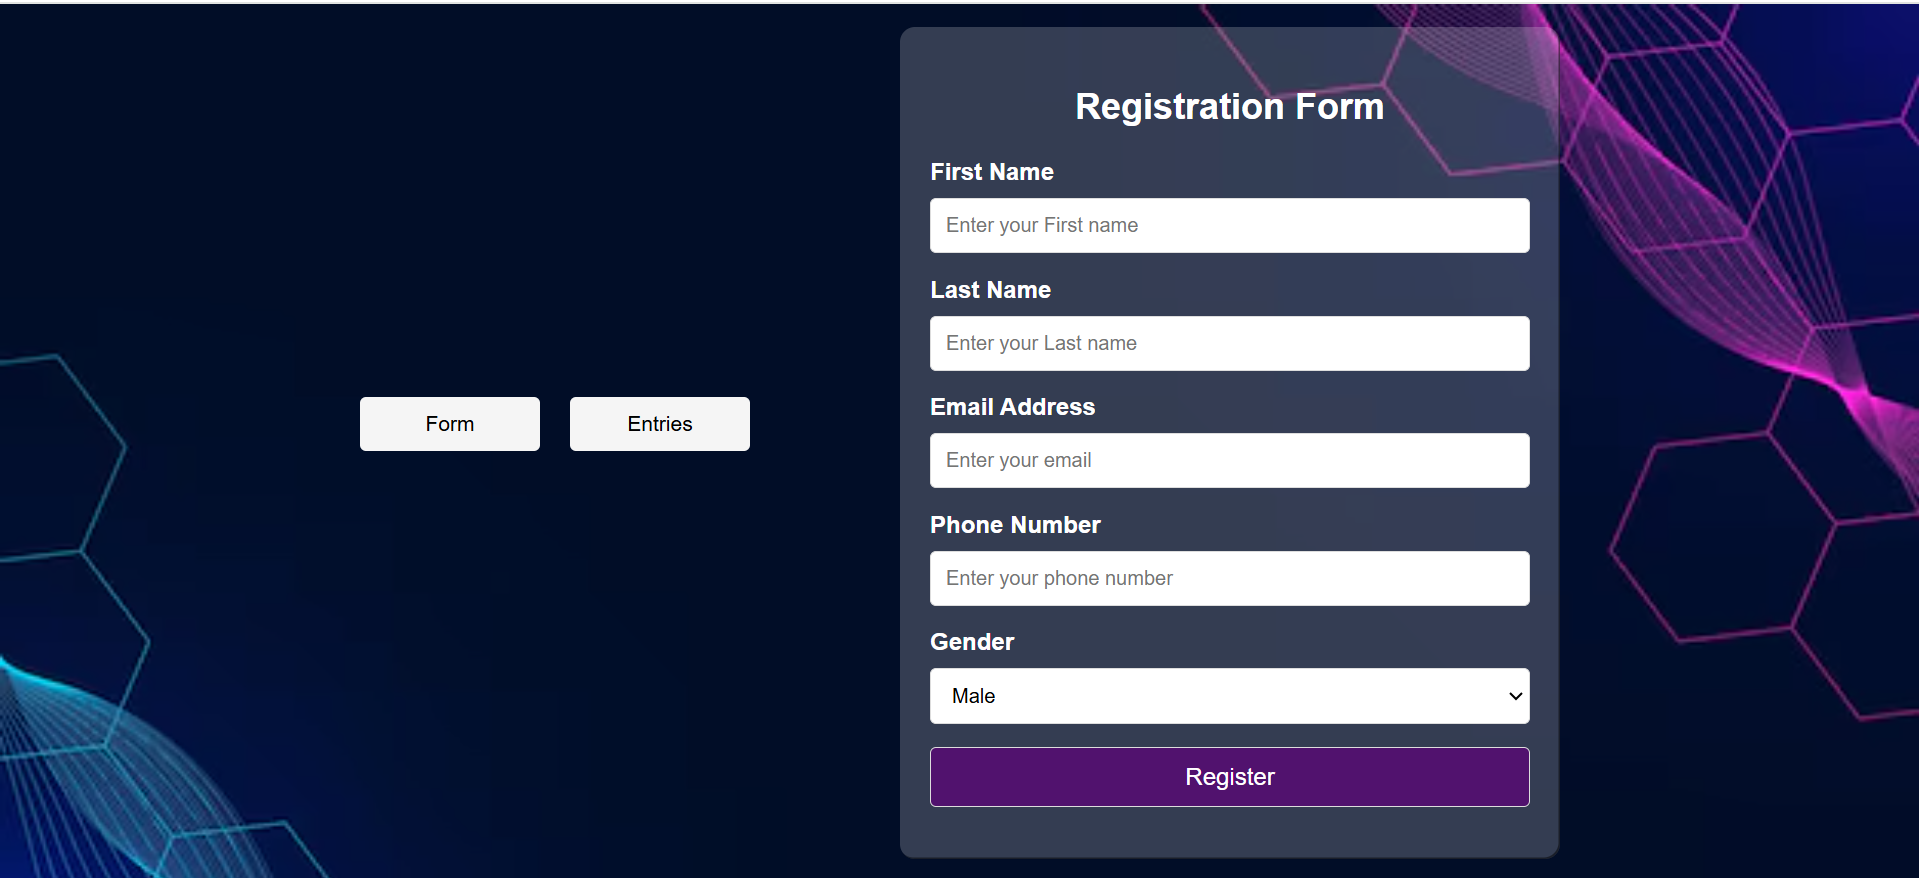 Form
Entries
Registration Form
First Name
Enter your First name
Last Name
Enter your Last name
Email Address
Enter your email
Phone Number
Enter your phone number
Gender
Male
Register